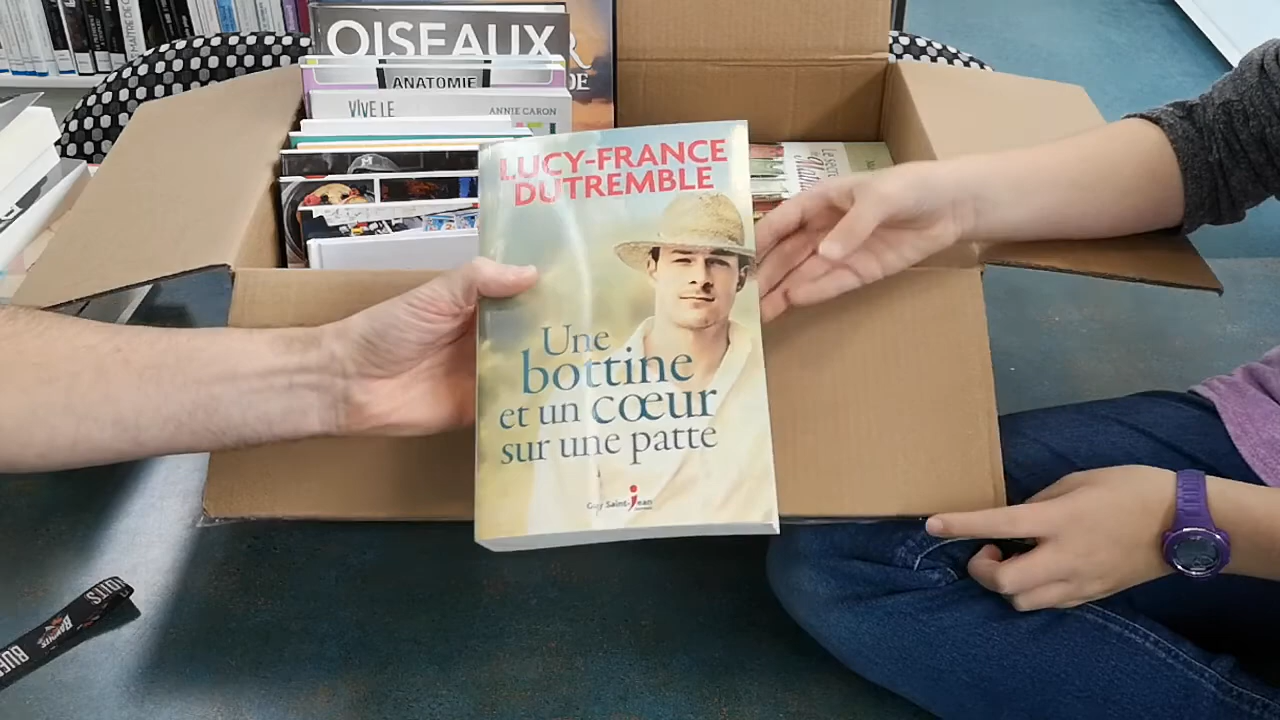 OISEAUX
ANATOMIE
VIVE LE
ANNIE CARON
LUCY-FRANCE
DUTREMBLE
Une
bottine
et un cœur
sur une patte
Guy Saint-Jean